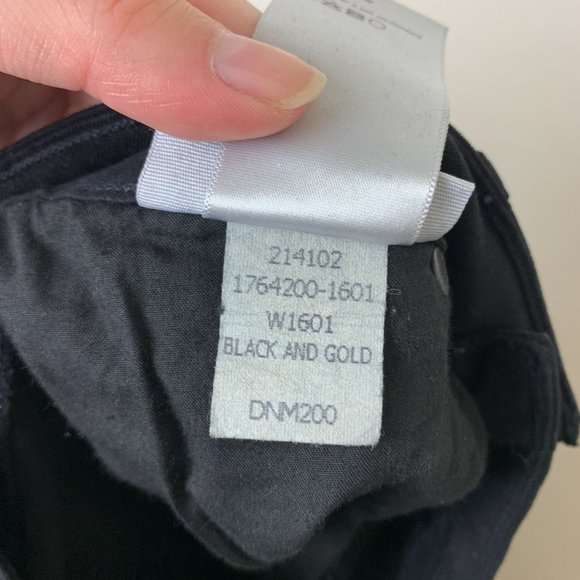 214102
1764200-1601
W1601
BLACK AND GOLD
DNM200